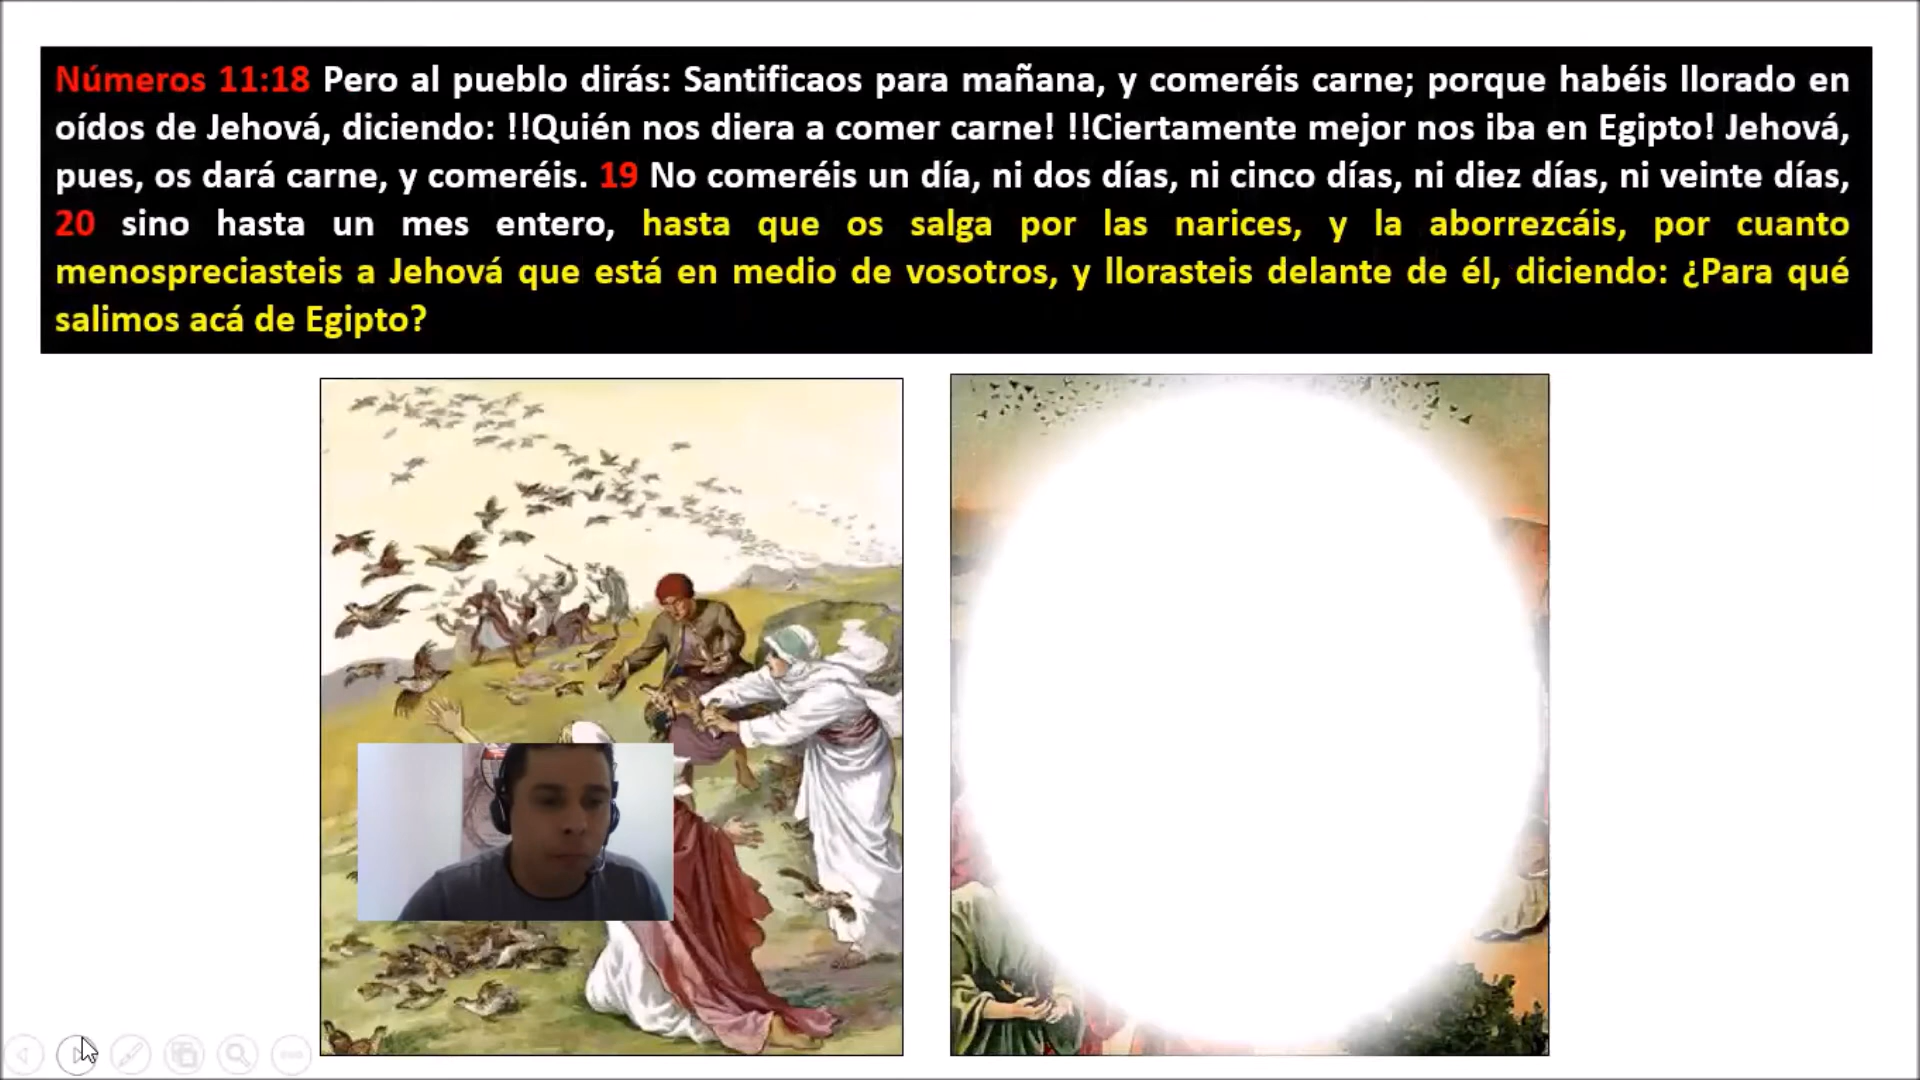 Números 11:18 Pero al pueblo dirás: Santificaos para mañana, y comeréis carne; porque habéis llorado en
oídos de Jehová, diciendo: !!Quién nos diera a comer carne! !!Ciertamente mejor nos iba en Egipto! Jehová,
pues, os dará carne, y comeréis. 19 No comeréis un día, ni dos días, ni cinco días, ni diez días, ni veinte días,
20 sino hasta un mes entero, hasta que os salga por las narices, y la aborrezcáis, por cuanto
menospreciasteis a Jehová que está en medio de vosotros, y llorasteis delante de él, diciendo: ¿Para qué
salimos acá de Egipto?